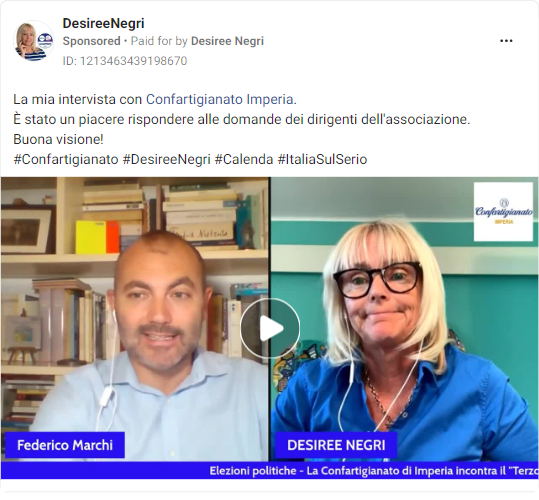 DesireeNegri
Sponsored • Paid for by Desiree Negri
ID: 1213463439198670
La mia intervista con Confartigianato Imperia.
È stato un piacere rispondere alle domande dei dirigenti dell'associazione.
Buona visione!
#Confartigianato #DesireeNegri #Calenda #ItaliaSulSerio
Confartigianato
IMPERIA
Federico Marchi
DESIREE NEGRI
Elezioni politiche - La Confartigianato di Imperia incontra il "Terzo